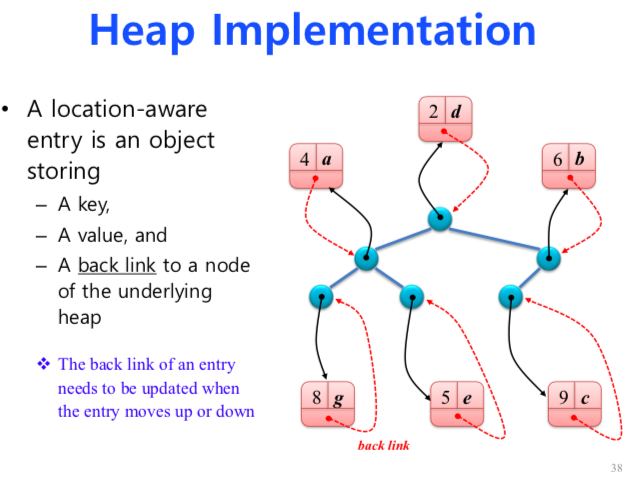 Heap Implementation
• A location-aware
entry is an object
storing
– A key,
– A value, and
– A back link to a node
of the underlying
heap
❖ The back link of an entry
needs to be updated when
the entry moves up or down
2 d
4 a
6 b
8 g
5 e
9 c
back link
38